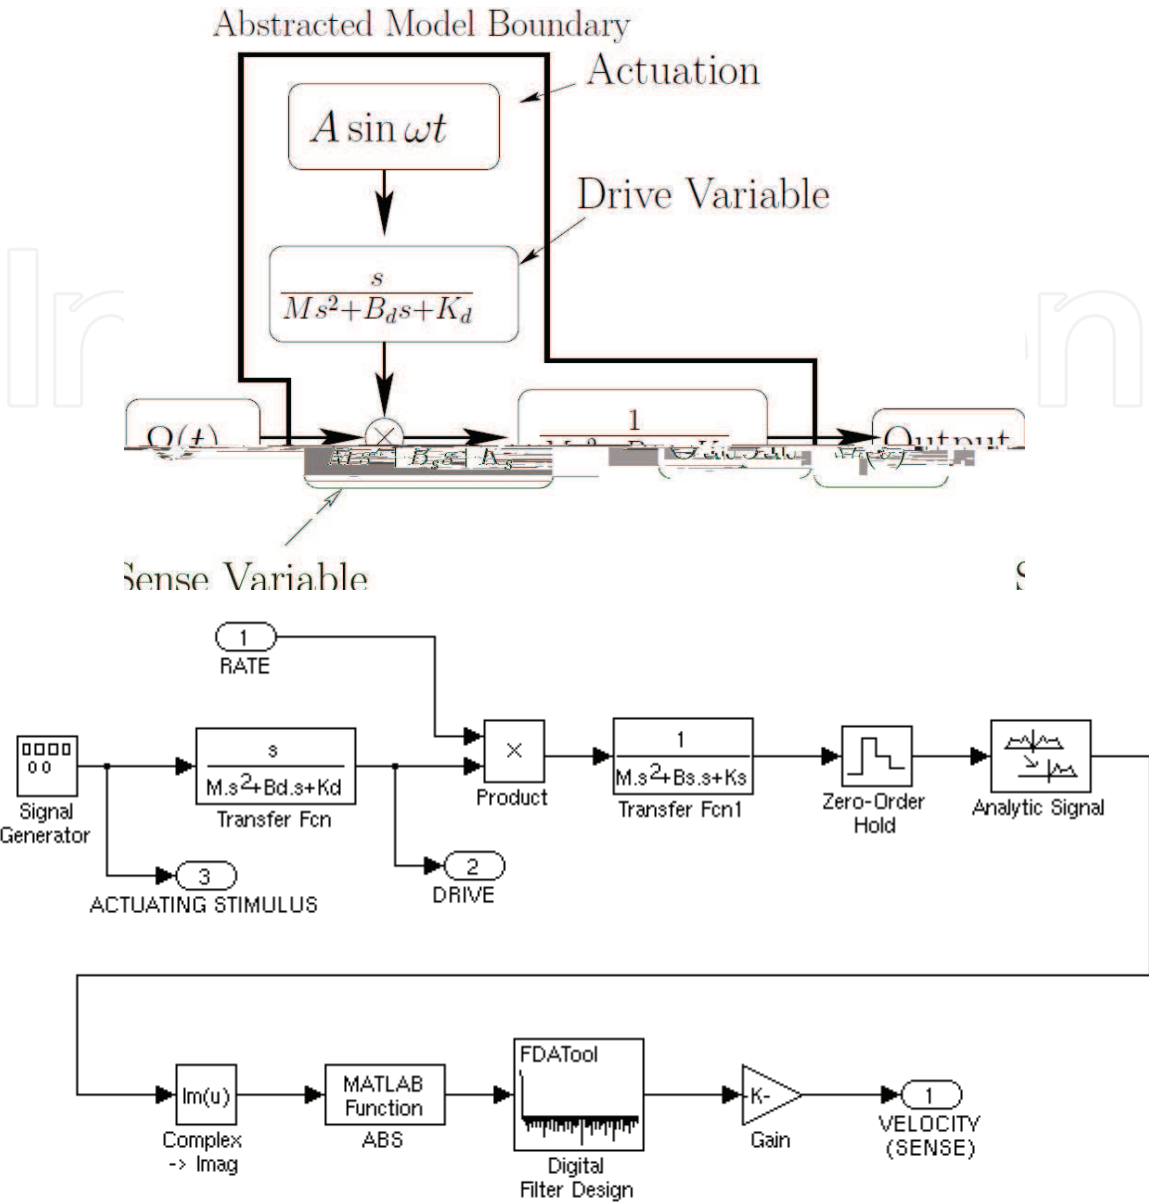 Abstracted Model Boundary
Actuation
A sin ωt
Drive Variable
s
Ms²+B_ds+K_d
1
Ω(t)
×
Output
Sense Variable
1
RATE
s
M.s²+Bd.s+Kd
Transfer Fcn
Signal
Generator
×
Product
1
M.s²+Bs.s+Ks
Transfer Fcn1
Zero-Order
Hold
Analytic Signal
3
ACTUATING STIMULUS
2
DRIVE
Im(u)
Complex
-> Imag
MATLAB
Function
ABS
FDATool
Digital
Filter Design
-K-
Gain
1
VELOCITY
(SENSE)